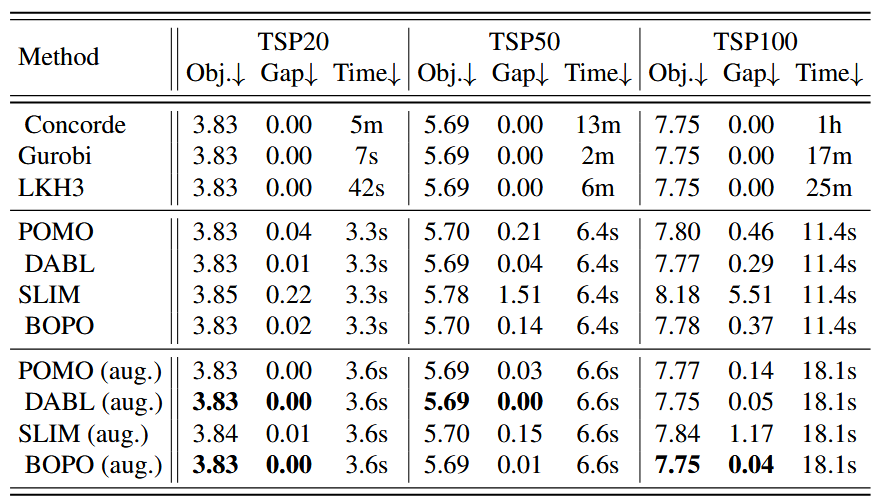 Method TSP20 TSP50 TSP100
Obj.↓ Gap↓ Time↓ Obj.↓ Gap↓ Time↓ Obj.↓ Gap↓ Time↓
Concorde 3.83 0.00 5m 5.69 0.00 13m 7.75 0.00 1h
Gurobi 3.83 0.00 7s 5.69 0.00 2m 7.75 0.00 17m
LKH3 3.83 0.00 42s 5.69 0.00 6m 7.75 0.00 25m
POMO 3.83 0.04 3.3s 5.70 0.21 6.4s 7.80 0.46 11.4s
DABL 3.83 0.01 3.3s 5.69 0.04 6.4s 7.77 0.29 11.4s
SLIM 3.85 0.22 3.3s 5.78 1.51 6.4s 8.18 5.51 11.4s
BOPO 3.83 0.02 3.3s 5.70 0.14 6.4s 7.78 0.37 11.4s
POMO (aug.) 3.83 0.00 3.6s 5.69 0.03 6.6s 7.77 0.14 18.1s
DABL (aug.) 3.83 0.00 3.6s 5.69 0.00 6.6s 7.75 0.05 18.1s
SLIM (aug.) 3.84 0.01 3.6s 5.70 0.15 6.6s 7.84 1.17 18.1s
BOPO (aug.) 3.83 0.00 3.6s 5.69 0.01 6.6s 7.75 0.04 18.1s